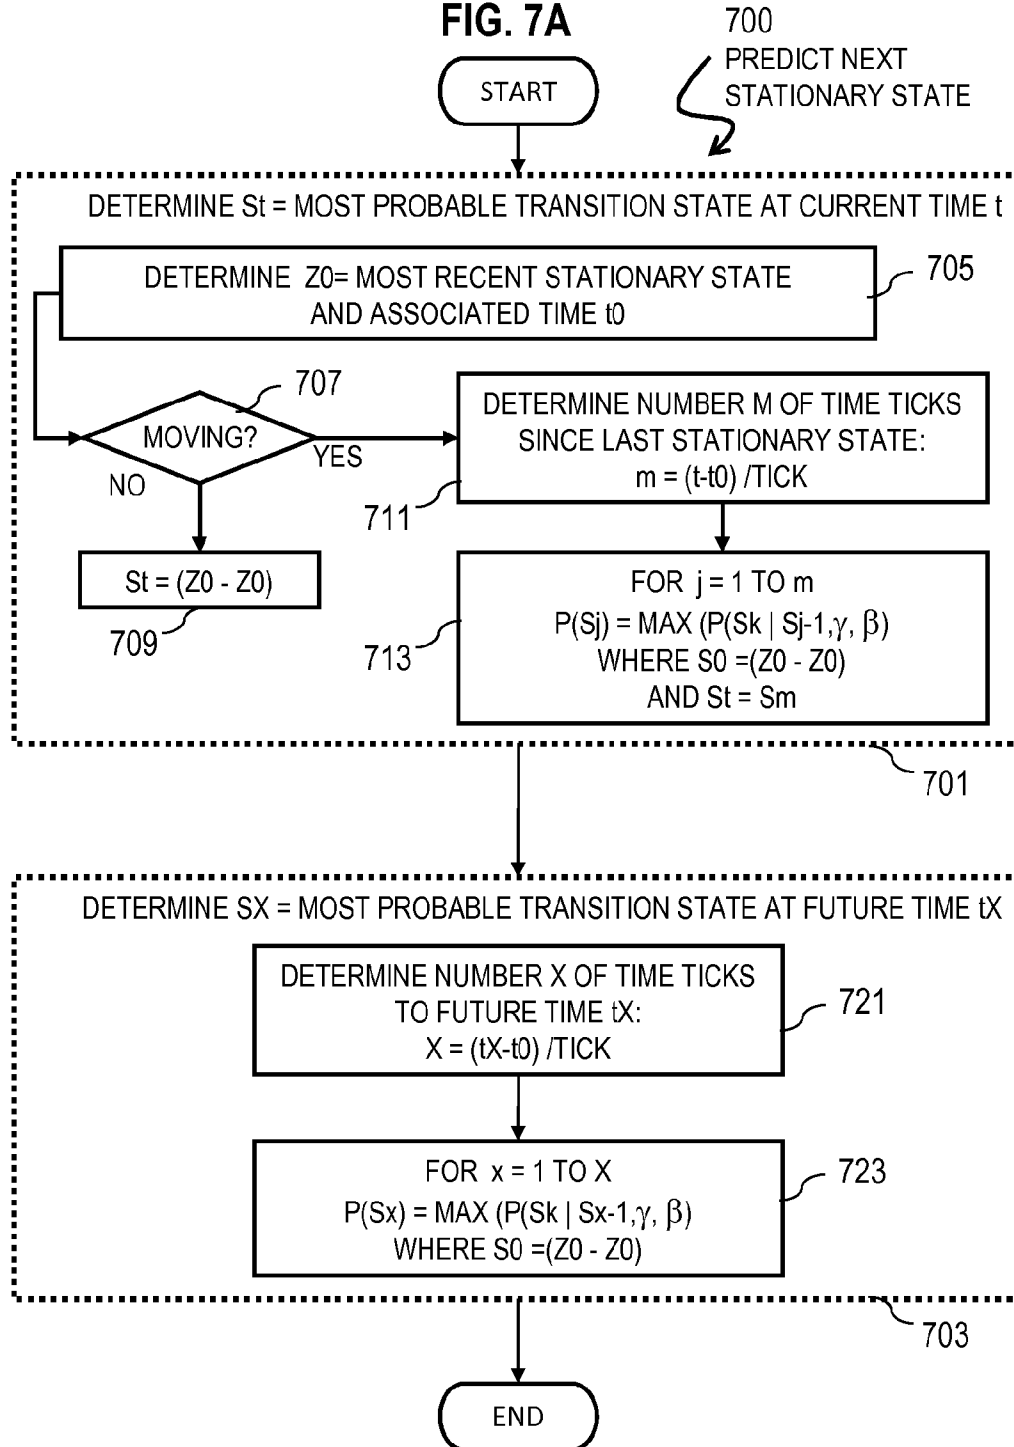 FIG. 7A
700
PREDICT NEXT
STATIONARY STATE
START
DETERMINE St = MOST PROBABLE TRANSITION STATE AT CURRENT TIME t
DETERMINE Z0= MOST RECENT STATIONARY STATE
AND ASSOCIATED TIME t0
705
707
MOVING?
YES
NO
DETERMINE NUMBER M OF TIME TICKS
SINCE LAST STATIONARY STATE:
m = (t-t0) /TICK
711
St = (Z0 - Z0)
709
FOR j = 1 TO m
P(Sj) = MAX (P(Sk | Sj-1,γ, β)
WHERE S0 =(Z0 - Z0)
AND St = Sm
713
701
DETERMINE SX = MOST PROBABLE TRANSITION STATE AT FUTURE TIME tX
DETERMINE NUMBER X OF TIME TICKS
TO FUTURE TIME tX:
X = (tX-t0) /TICK
721
FOR x = 1 TO X
P(Sx) = MAX (P(Sk | Sx-1,γ, β)
WHERE S0 =(Z0 - Z0)
723
703
END